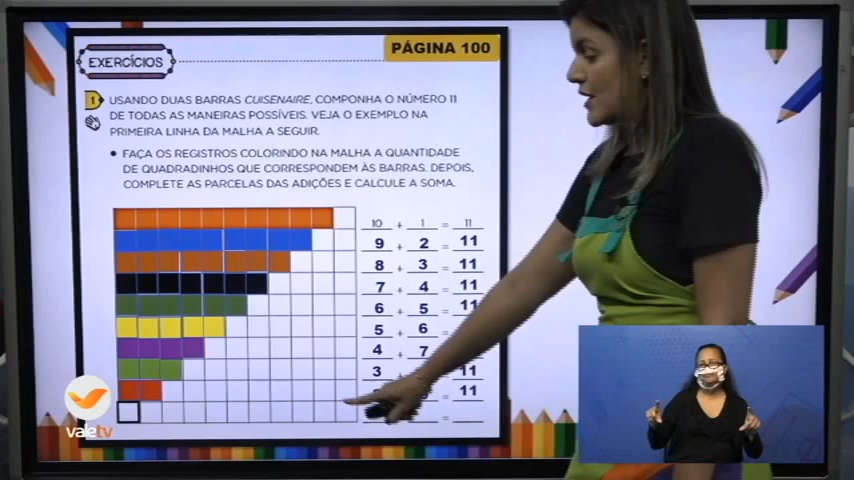 PÁGINA 100
EXERCÍCIOS
1 USANDO DUAS BARRAS CUISENAIRE, COMPONHA O NÚMERO 11
DE TODAS AS MANEIRAS POSSÍVEIS. VEJA O EXEMPLO NA
PRIMEIRA LINHA DA MALHA A SEGUIR.
• FAÇA OS REGISTROS COLORINDO NA MALHA A QUANTIDADE
DE QUADRADINHOS QUE CORRESPONDEM ÀS BARRAS. DEPOIS,
COMPLETE AS PARCELAS DAS ADIÇÕES E CALCULE A SOMA.
10 + 1 = 11
9 + 2 = 11
8 + 3 = 11
7 + 4 = 11
6 + 5 = 11
5 + 6
4 + 7
3 11
= 11
=
valetv